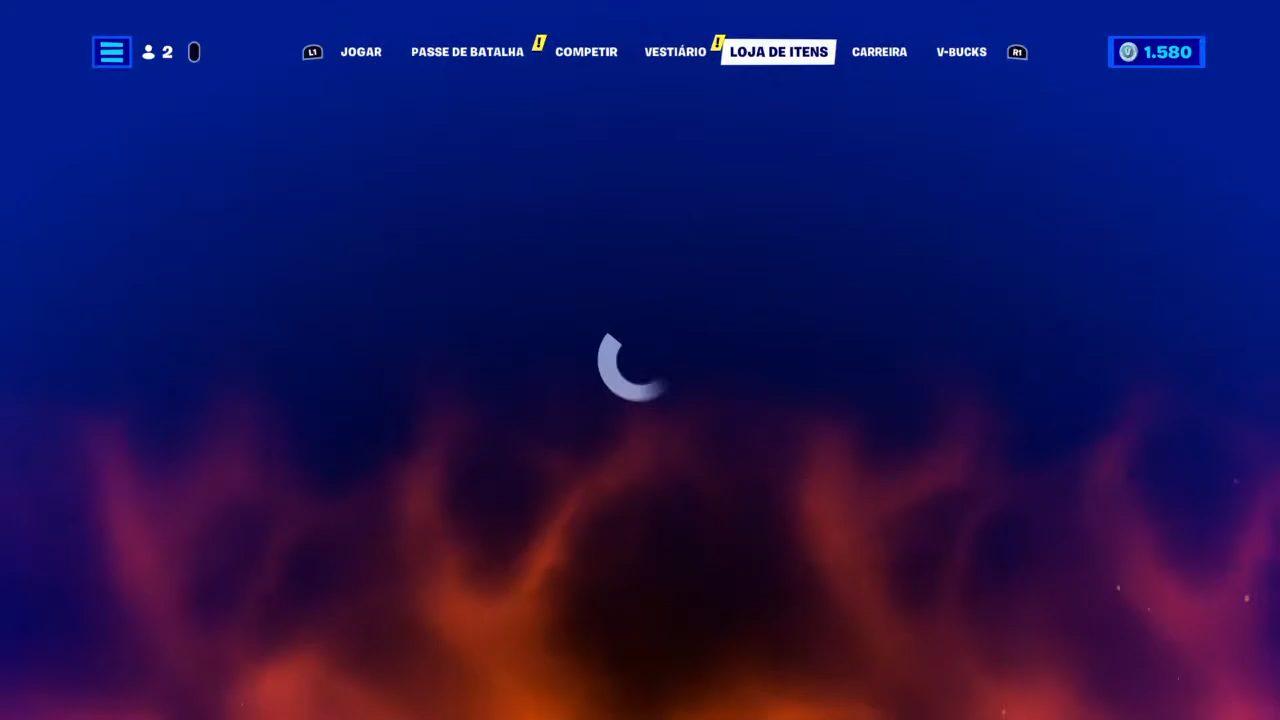 2 L1 JOGAR PASSE DE BATALHA ! COMPETIR VESTIÁRIO ! LOJA DE ITENS CARREIRA V-BUCKS R1 V 1.580